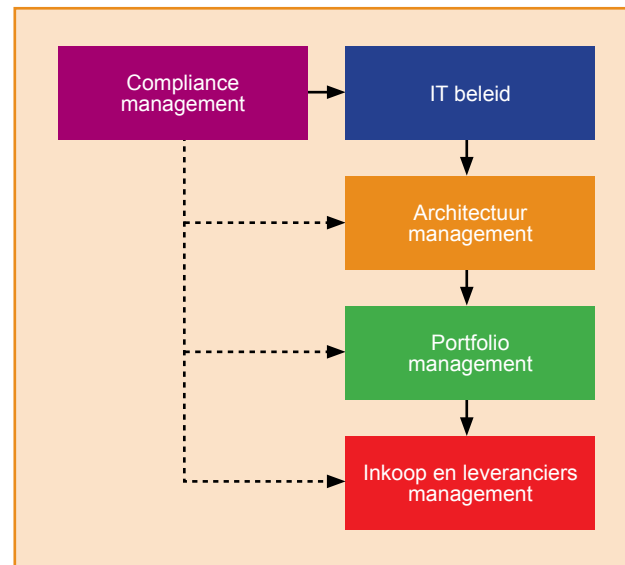 Compliance
management
IT beleid
Architectuur
management
Portfolio
management
Inkoop en leveranciers
management